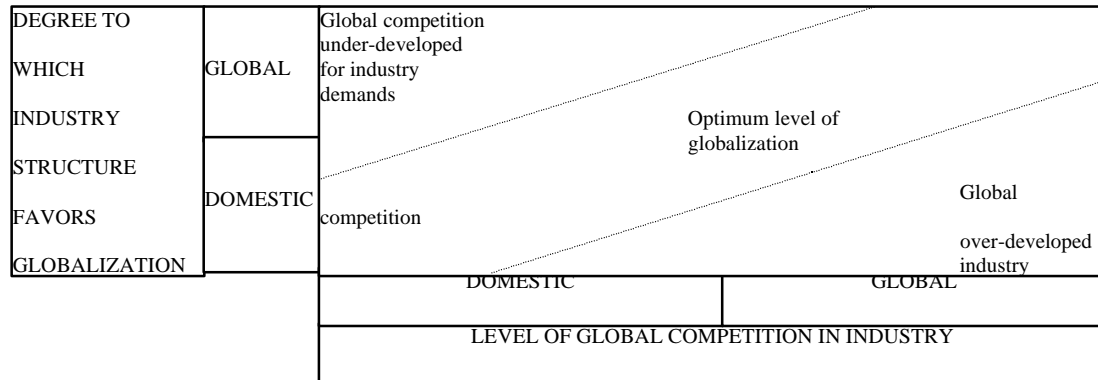 DEGREE TO
WHICH
INDUSTRY
STRUCTURE
FAVORS
GLOBALIZATION
GLOBAL
DOMESTIC
Global competition
under-developed
for industry
demands
Optimum level of
globalization
competition
Global
over-developed
industry
DOMESTIC
GLOBAL
LEVEL OF GLOBAL COMPETITION IN INDUSTRY